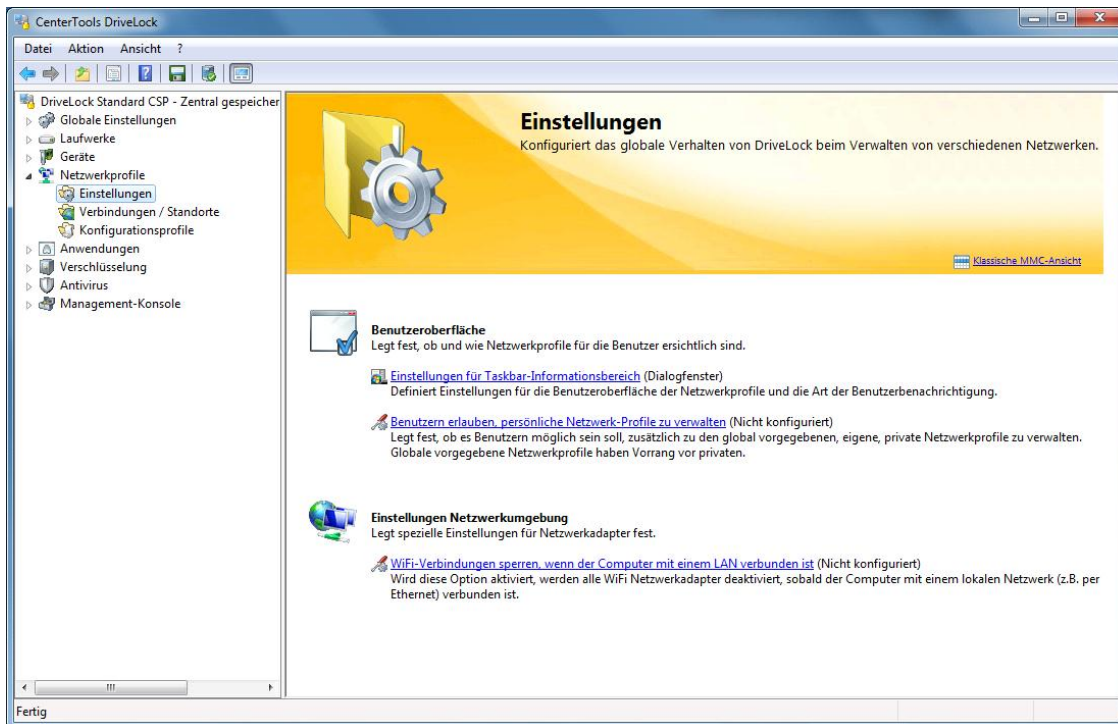 CenterTools DriveLock
Datei Aktion Ansicht ?
DriveLock Standard CSP - Zentral gespeicher
Globale Einstellungen
Laufwerke
Geräte
Netzwerkprofile
Einstellungen
Verbindungen / Standorte
Konfigurationsprofile
Anwendungen
Verschlüsselung
Antivirus
Management-Konsole
Einstellungen
Konfiguriert das globale Verhalten von DriveLock beim Verwalten von verschiedenen Netzwerken.
Klassische MMC-Ansicht
Benutzeroberfläche
Legt fest, ob und wie Netzwerkprofile für die Benutzer ersichtlich sind.
Einstellungen für Taskbar-Informationsbereich (Dialogfenster)
Definiert Einstellungen für die Benutzeroberfläche der Netzwerkprofile und die Art der Benutzerbenachrichtigung.
Benutzern erlauben, persönliche Netzwerk-Profile zu verwalten (Nicht konfiguriert)
Legt fest, ob es Benutzern möglich sein soll, zusätzlich zu den global vorgegebenen, eigene, private Netzwerkprofile zu verwalten.
Globale vorgegebene Netzwerkprofile haben Vorrang vor privaten.
Einstellungen Netzwerkumgebung
Legt spezielle Einstellungen für Netzwerkadapter fest.
WiFi-Verbindungen sperren, wenn der Computer mit einem LAN verbunden ist (Nicht konfiguriert)
Wird diese Option aktiviert, werden alle WiFi Netzwerkadapter deaktiviert, sobald der Computer mit einem lokalen Netzwerk (z.B. per
Ethernet) verbunden ist.
Fertig